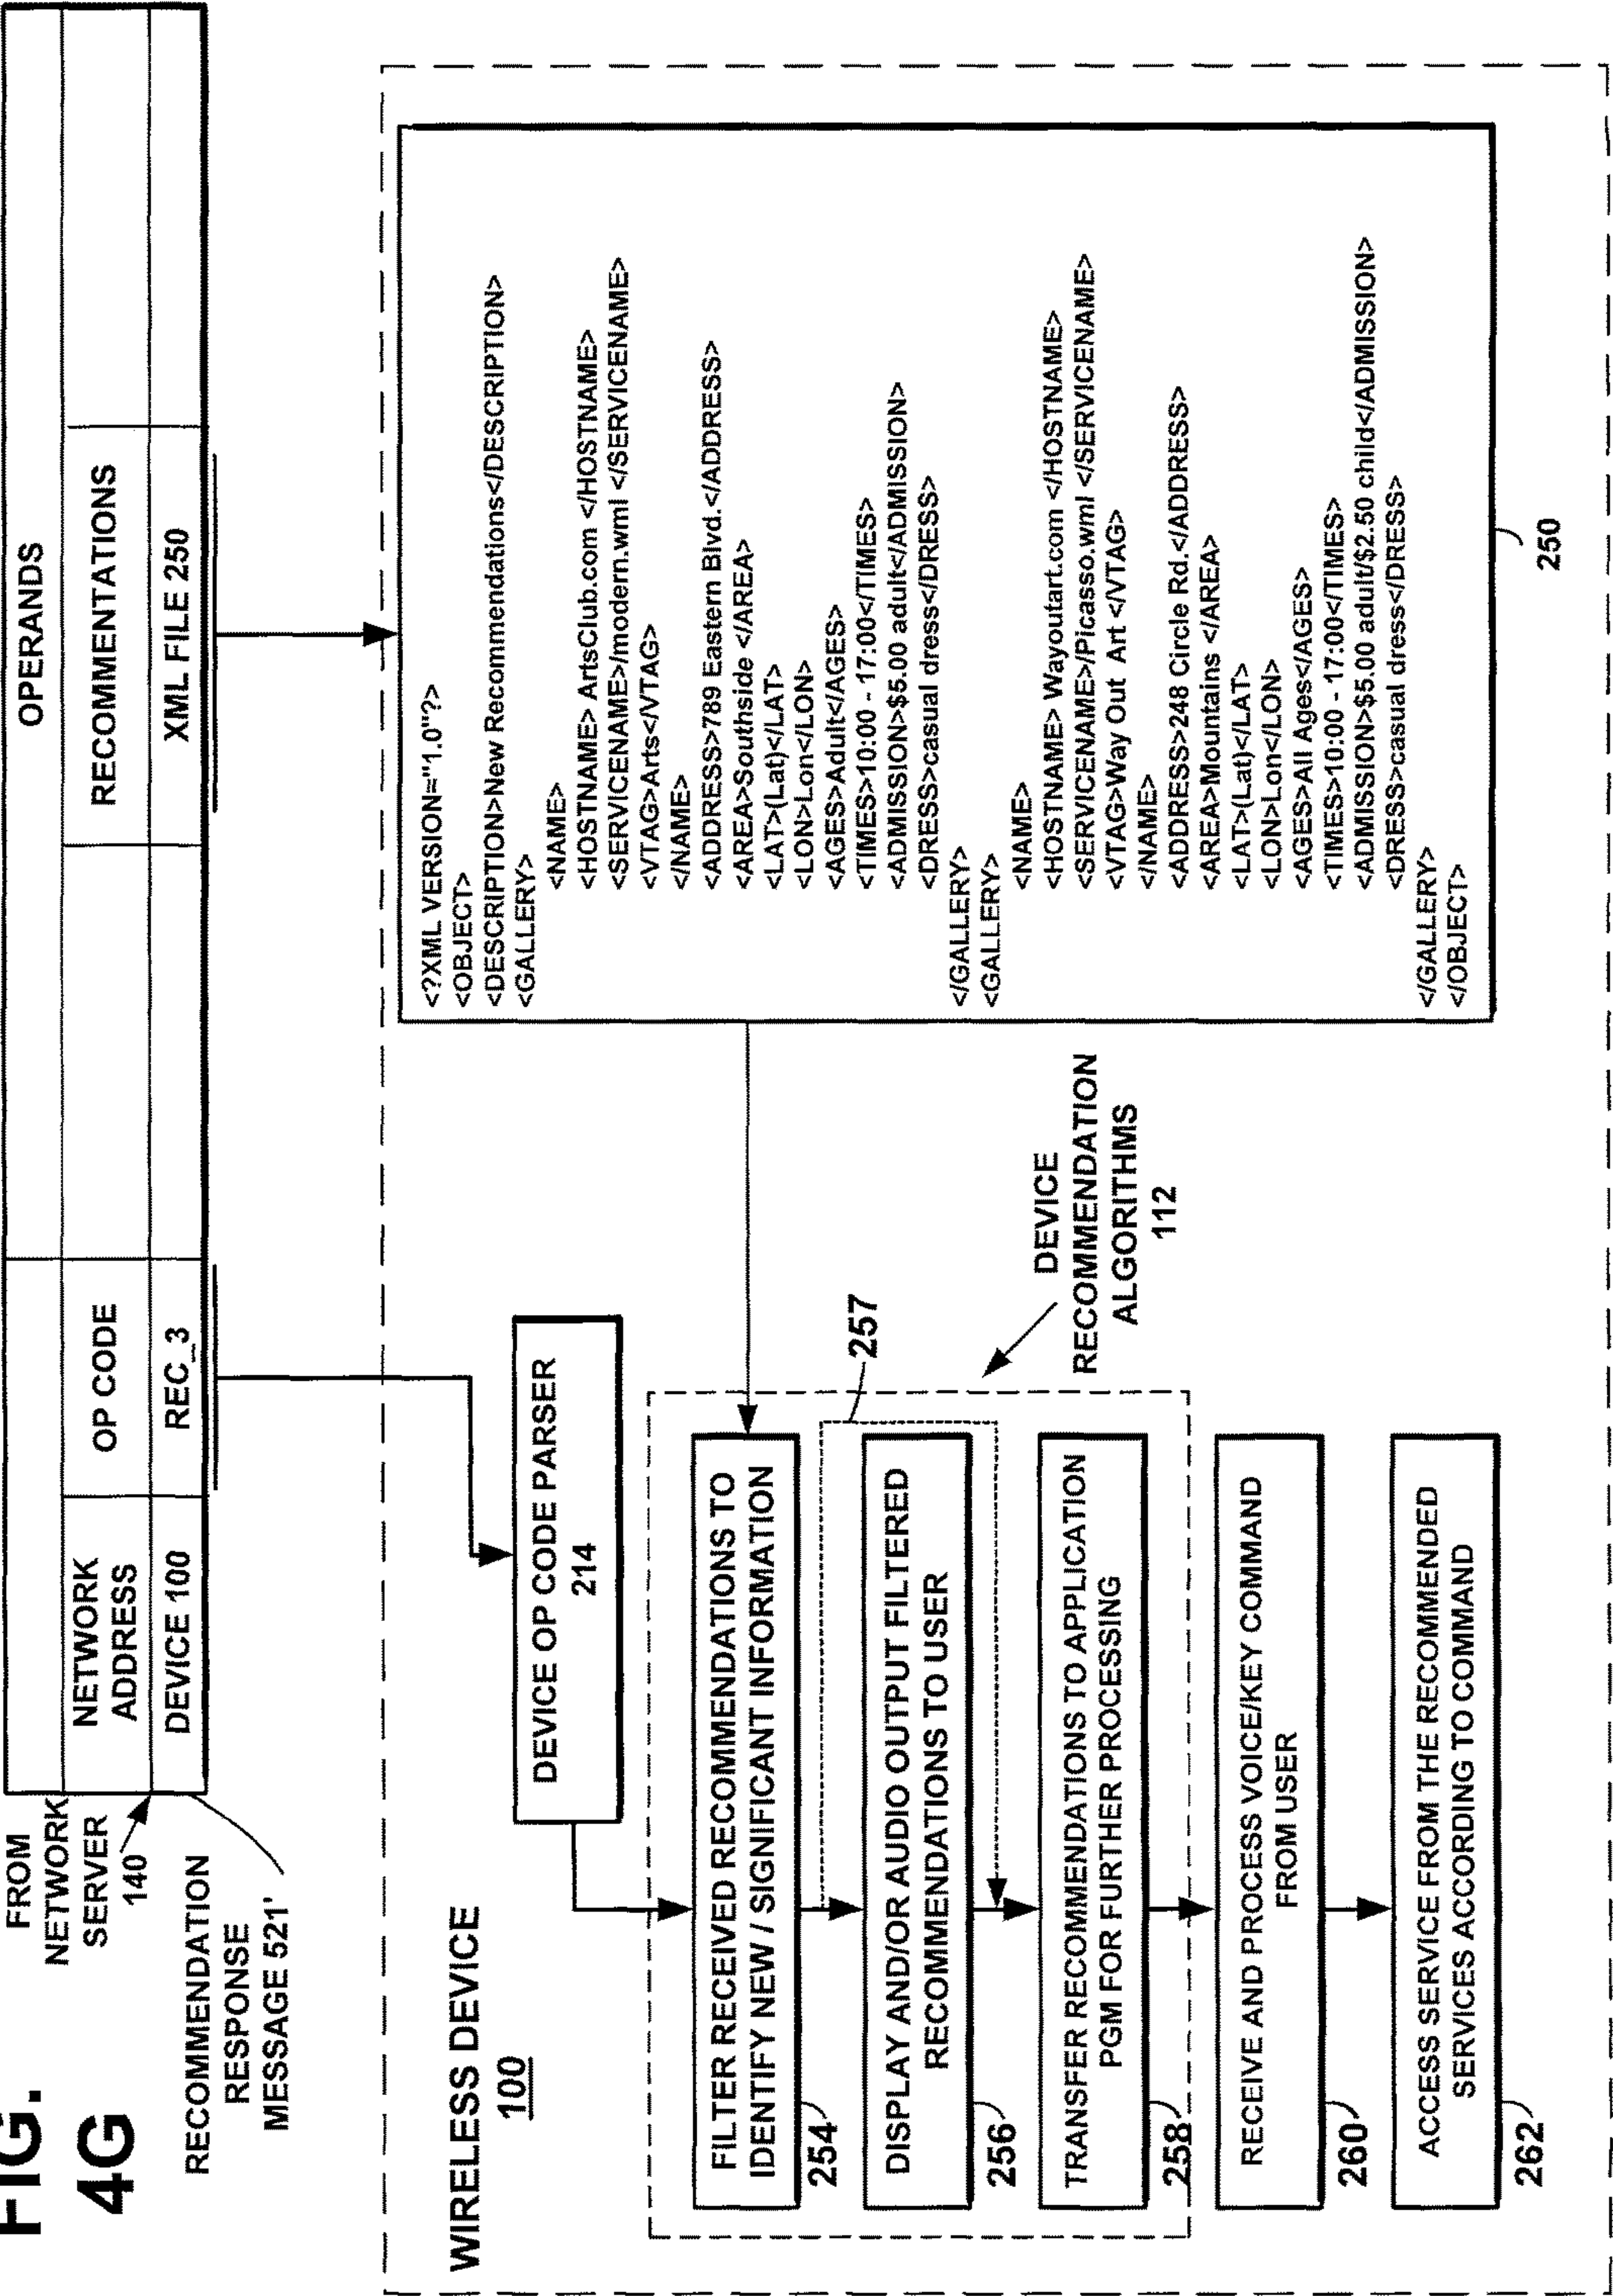 FIG.
4G
FROM
NETWORK
SERVER
140
RECOMMENDATION
RESPONSE
MESSAGE 521'
OPERANDS
NETWORK
ADDRESS
OP CODE
RECOMMENTATIONS
DEVICE 100
REC_3
XML FILE 250
WIRELESS DEVICE
100
DEVICE OP CODE PARSER
214
FILTER RECEIVED RECOMMENDATIONS TO
IDENTIFY NEW / SIGNIFICANT INFORMATION
254
257
DISPLAY AND/OR AUDIO OUTPUT FILTERED
RECOMMENDATIONS TO USER
256
TRANSFER RECOMMENDATIONS TO APPLICATION
PGM FOR FURTHER PROCESSING
258
RECEIVE AND PROCESS VOICE/KEY COMMAND
FROM USER
260
ACCESS SERVICE FROM THE RECOMMENDED
SERVICES ACCORDING TO COMMAND
262
DEVICE
RECOMMENDATION
ALGORITHMS
112
<?XML VERSION="1.0"?>
<OBJECT>
<DESCRIPTION>New Recommendations</DESCRIPTION>
<GALLERY>
<NAME>
<HOSTNAME> ArtsClub.com </HOSTNAME>
<SERVICENAME>/modern.wml </SERVICENAME>
<VTAG>Arts</VTAG>
</NAME>
<ADDRESS>789 Eastern Blvd.</ADDRESS>
<AREA>Southside </AREA>
<LAT>(Lat)</LAT>
<LON>Lon</LON>
<AGES>Adult</AGES>
<TIMES>10:00 - 17:00</TIMES>
<ADMISSION>$5.00 adult</ADMISSION>
<DRESS>casual dress</DRESS>
</GALLERY>
<GALLERY>
<NAME>
<HOSTNAME> Wayoutart.com </HOSTNAME>
<SERVICENAME>/Picasso.wml </SERVICENAME>
<VTAG>Way Out Art </VTAG>
</NAME>
<ADDRESS>248 Circle Rd.</ADDRESS>
<AREA>Mountains </AREA>
<LAT>(Lat)</LAT>
<LON>Lon</LON>
<AGES>All Ages</AGES>
<TIMES>10:00 - 17:00</TIMES>
<ADMISSION>$5.00 adult/$2.50 child</ADMISSION>
<DRESS>casual dress</DRESS>
</GALLERY>
</OBJECT>
250